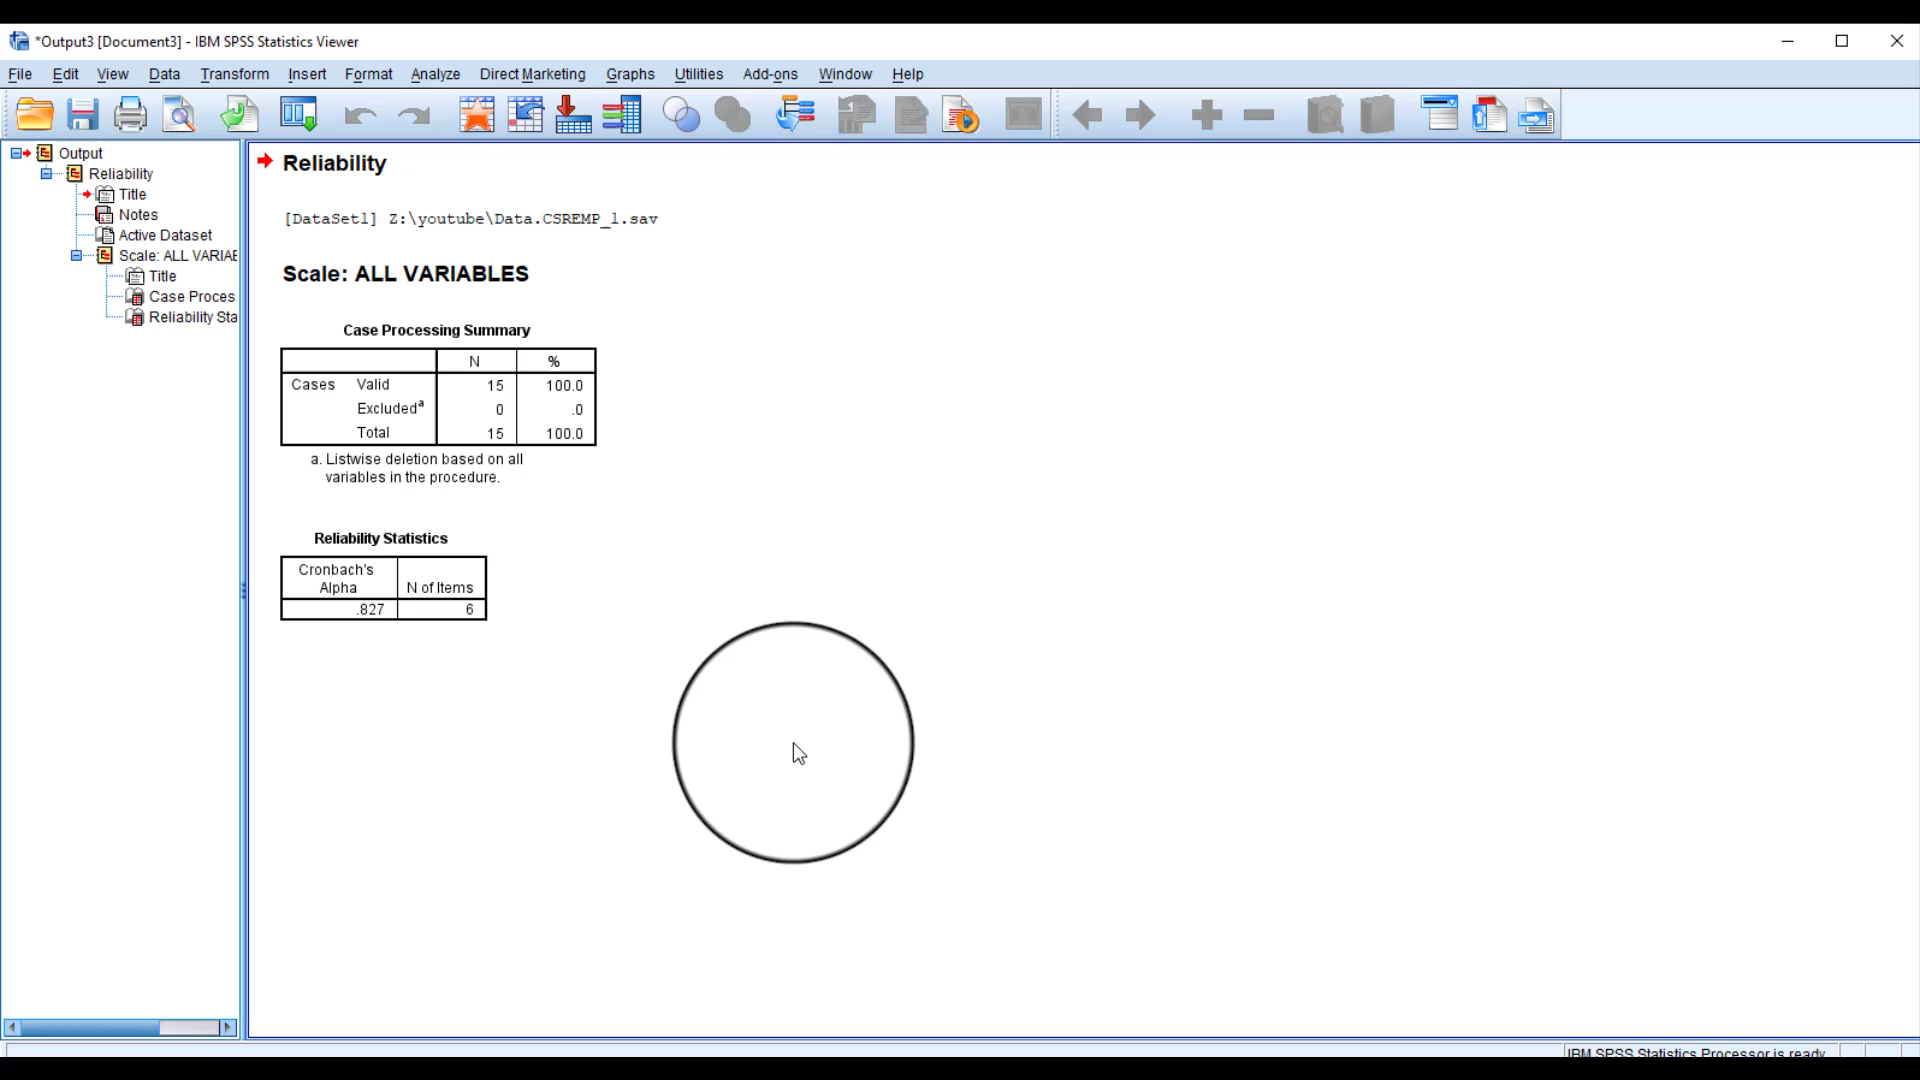 *Output3 [Document3] - IBM SPSS Statistics Viewer
File Edit View Data Transform Insert Format Analyze Direct Marketing Graphs Utilities Add-ons Window Help
Output
Reliability
Title
Notes
Active Dataset
Scale: ALL VARIAE
Title
Case Proces
Reliability Sta
Reliability
[DataSet1] Z:\youtube\Data.CSREMP_1.sav
Scale: ALL VARIABLES
Case Processing Summary
N %
Cases Valid 15 100.0
Excludedᵃ 0 .0
Total 15 100.0
a. Listwise deletion based on all
variables in the procedure.
Reliability Statistics
Cronbach's
Alpha N of Items
.827 6
IBM SPSS Statistics Processor is ready